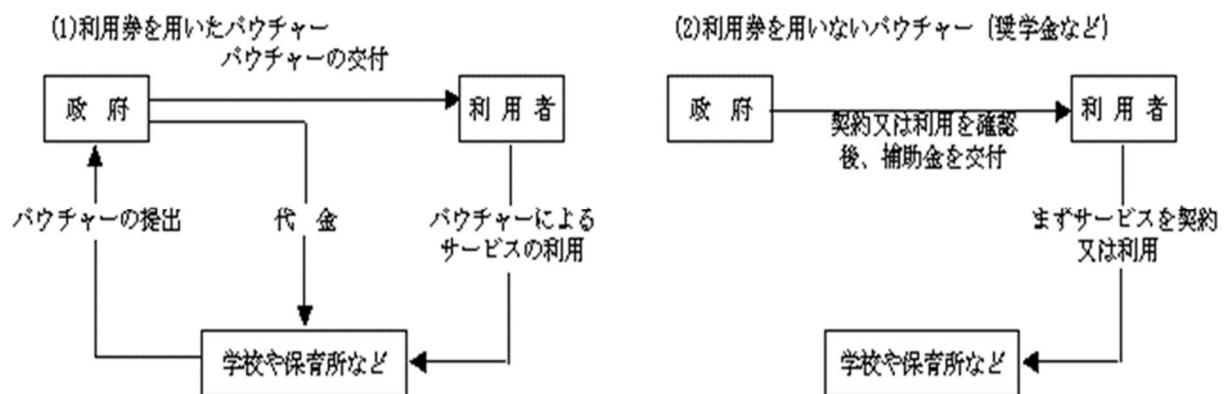 (1)利用券を用いたバウチャー
バウチャーの交付
政 府
利 用 者
バウチャーの提出
代 金
バウチャーによる
サービスの利用
学校や保育所など
(2)利用券を用いないバウチャー (奨学金など)
政 府
利 用 者
契約又は利用を確認
後、補助金を交付
まずサービスを契約
又は利用
学校や保育所など